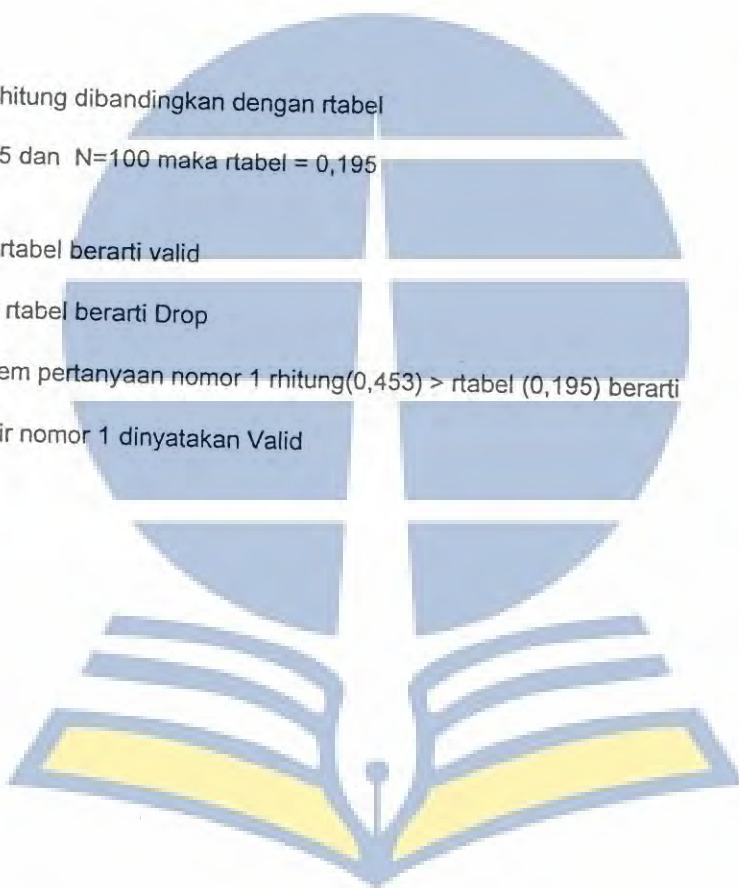 hitung dibandingkan dengan rtabel
5 dan N=100 maka rtabel = 0,195
rtabel berarti valid
rtabel berarti Drop
em pertanyaan nomor 1 rhitung(0,453) > rtabel (0,195) berarti
ir nomor 1 dinyatakan Valid